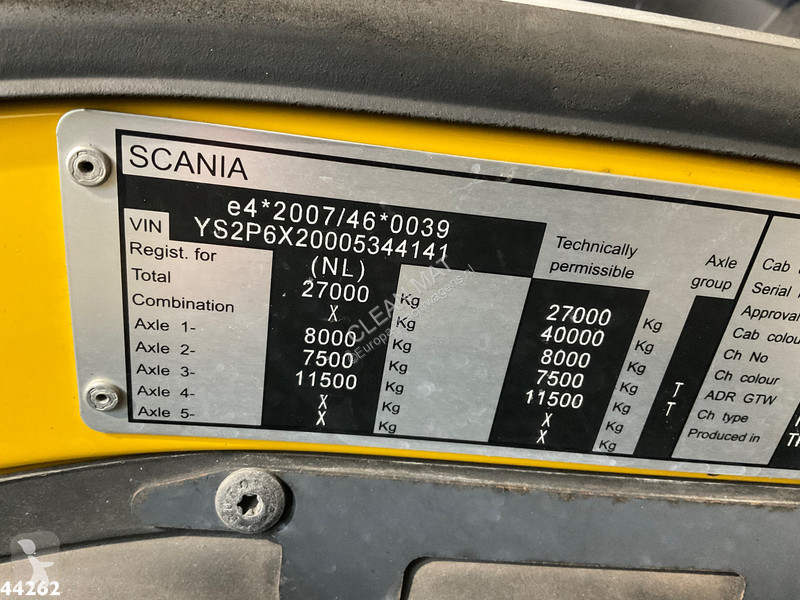 SCANIA
e4*2007/46*0039
VIN YS2P6X20005344141
Regist. for (NL) Technically permissible Axle group
Total 27000 Kg 27000 Kg
Combination X Kg 40000 Kg
Axle 1- 8000 Kg 8000 Kg
Axle 2- 7500 Kg 7500 Kg T
Axle 3- 11500 Kg 11500 Kg T
Axle 4- X Kg X Kg
Axle 5- X Kg X Kg
Cab
Serial
Approval
Cab colou
Ch No
Ch colour
ADR GTW
Ch type
Produced in
CLEAN MAT
44262